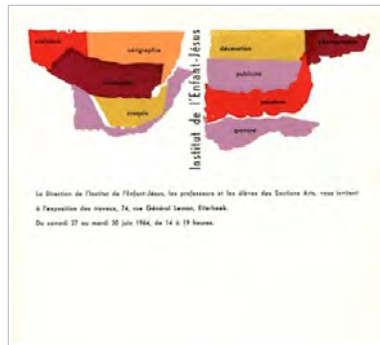 sérigraphie
croquis
Institut de l'Enfant-Jésus
décoration
publicité
peinture
gravure
La Direction de l'Institut de l'Enfant-Jésus, les professeurs et les élèves des Sections Arts, vous invitent
à l'exposition des travaux, 74, rue Général Leman, Etterbeek.
Du samedi 27 au mardi 30 juin 1964, de 14 à 19 heures.